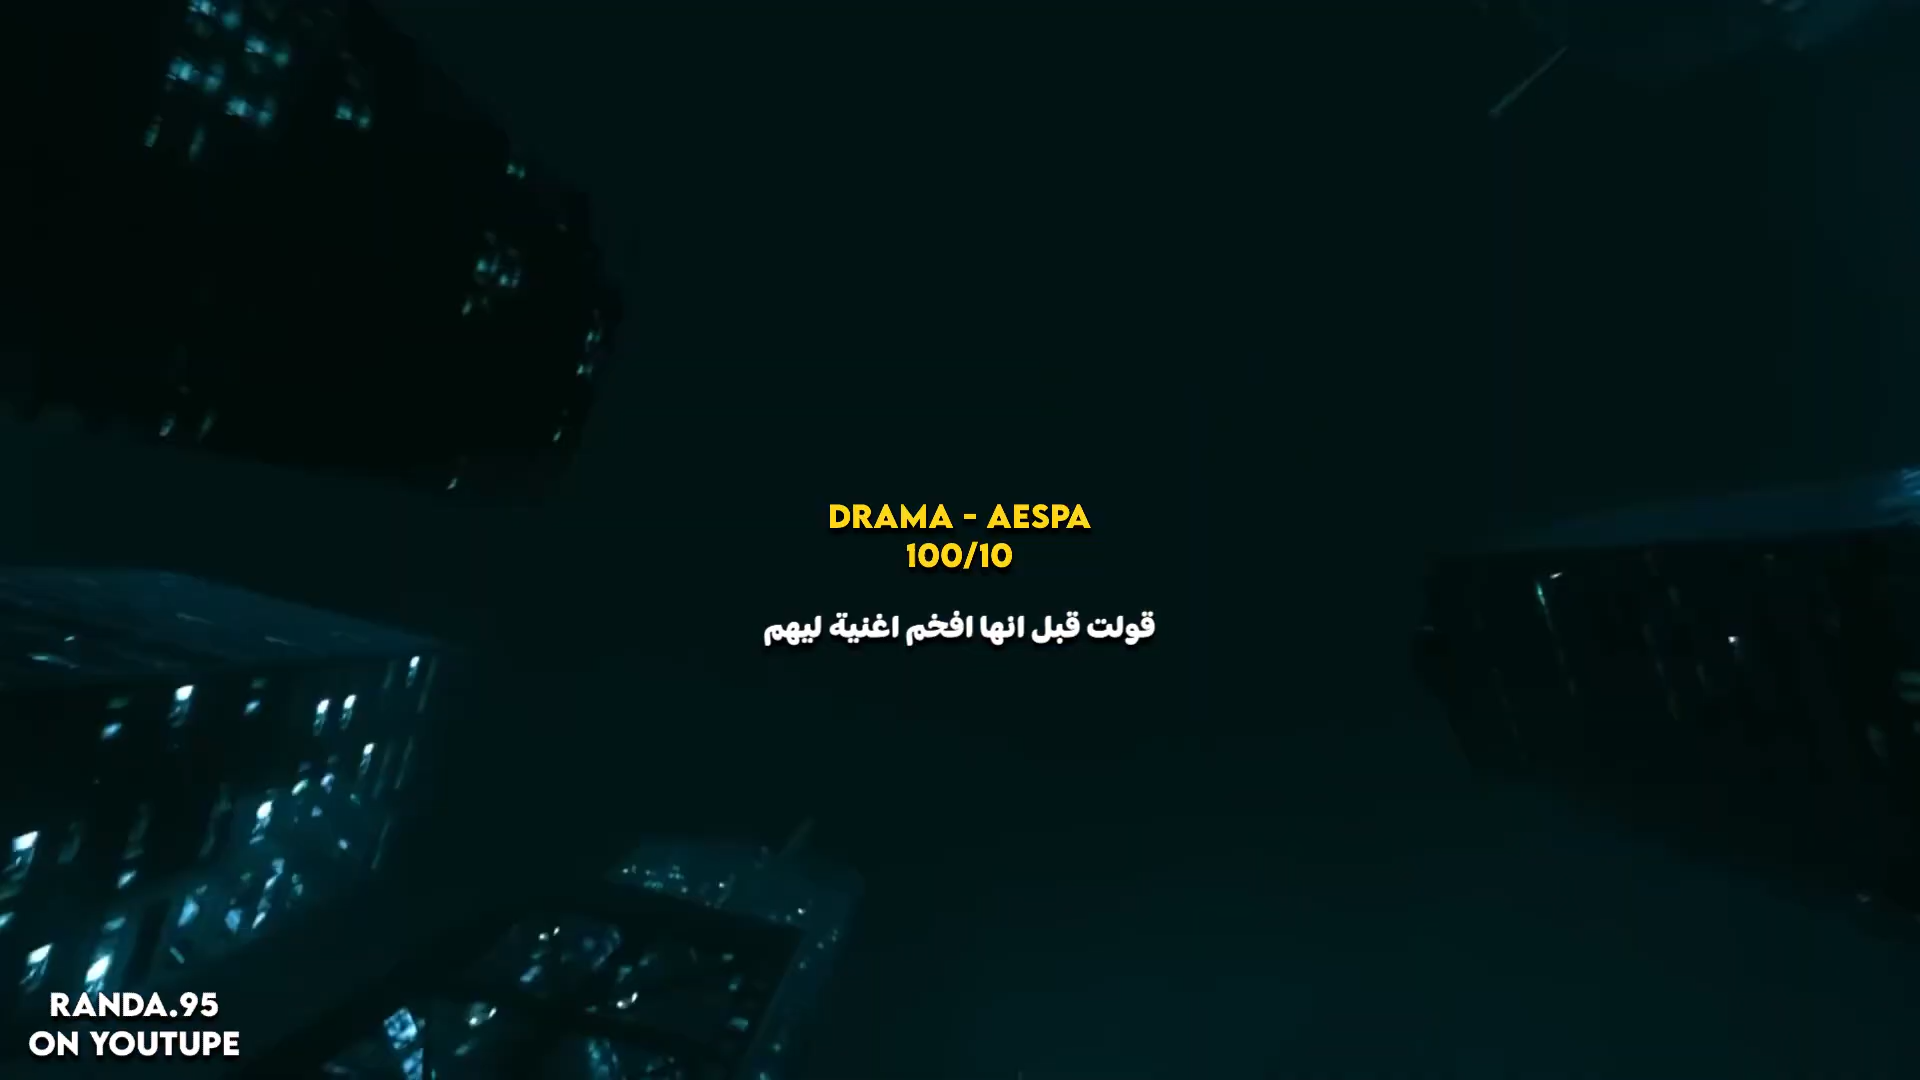 DRAMA - AESPA
100/10
قولت قبل انها افخم اغنية ليهم
RANDA.95
ON YOUTUPE